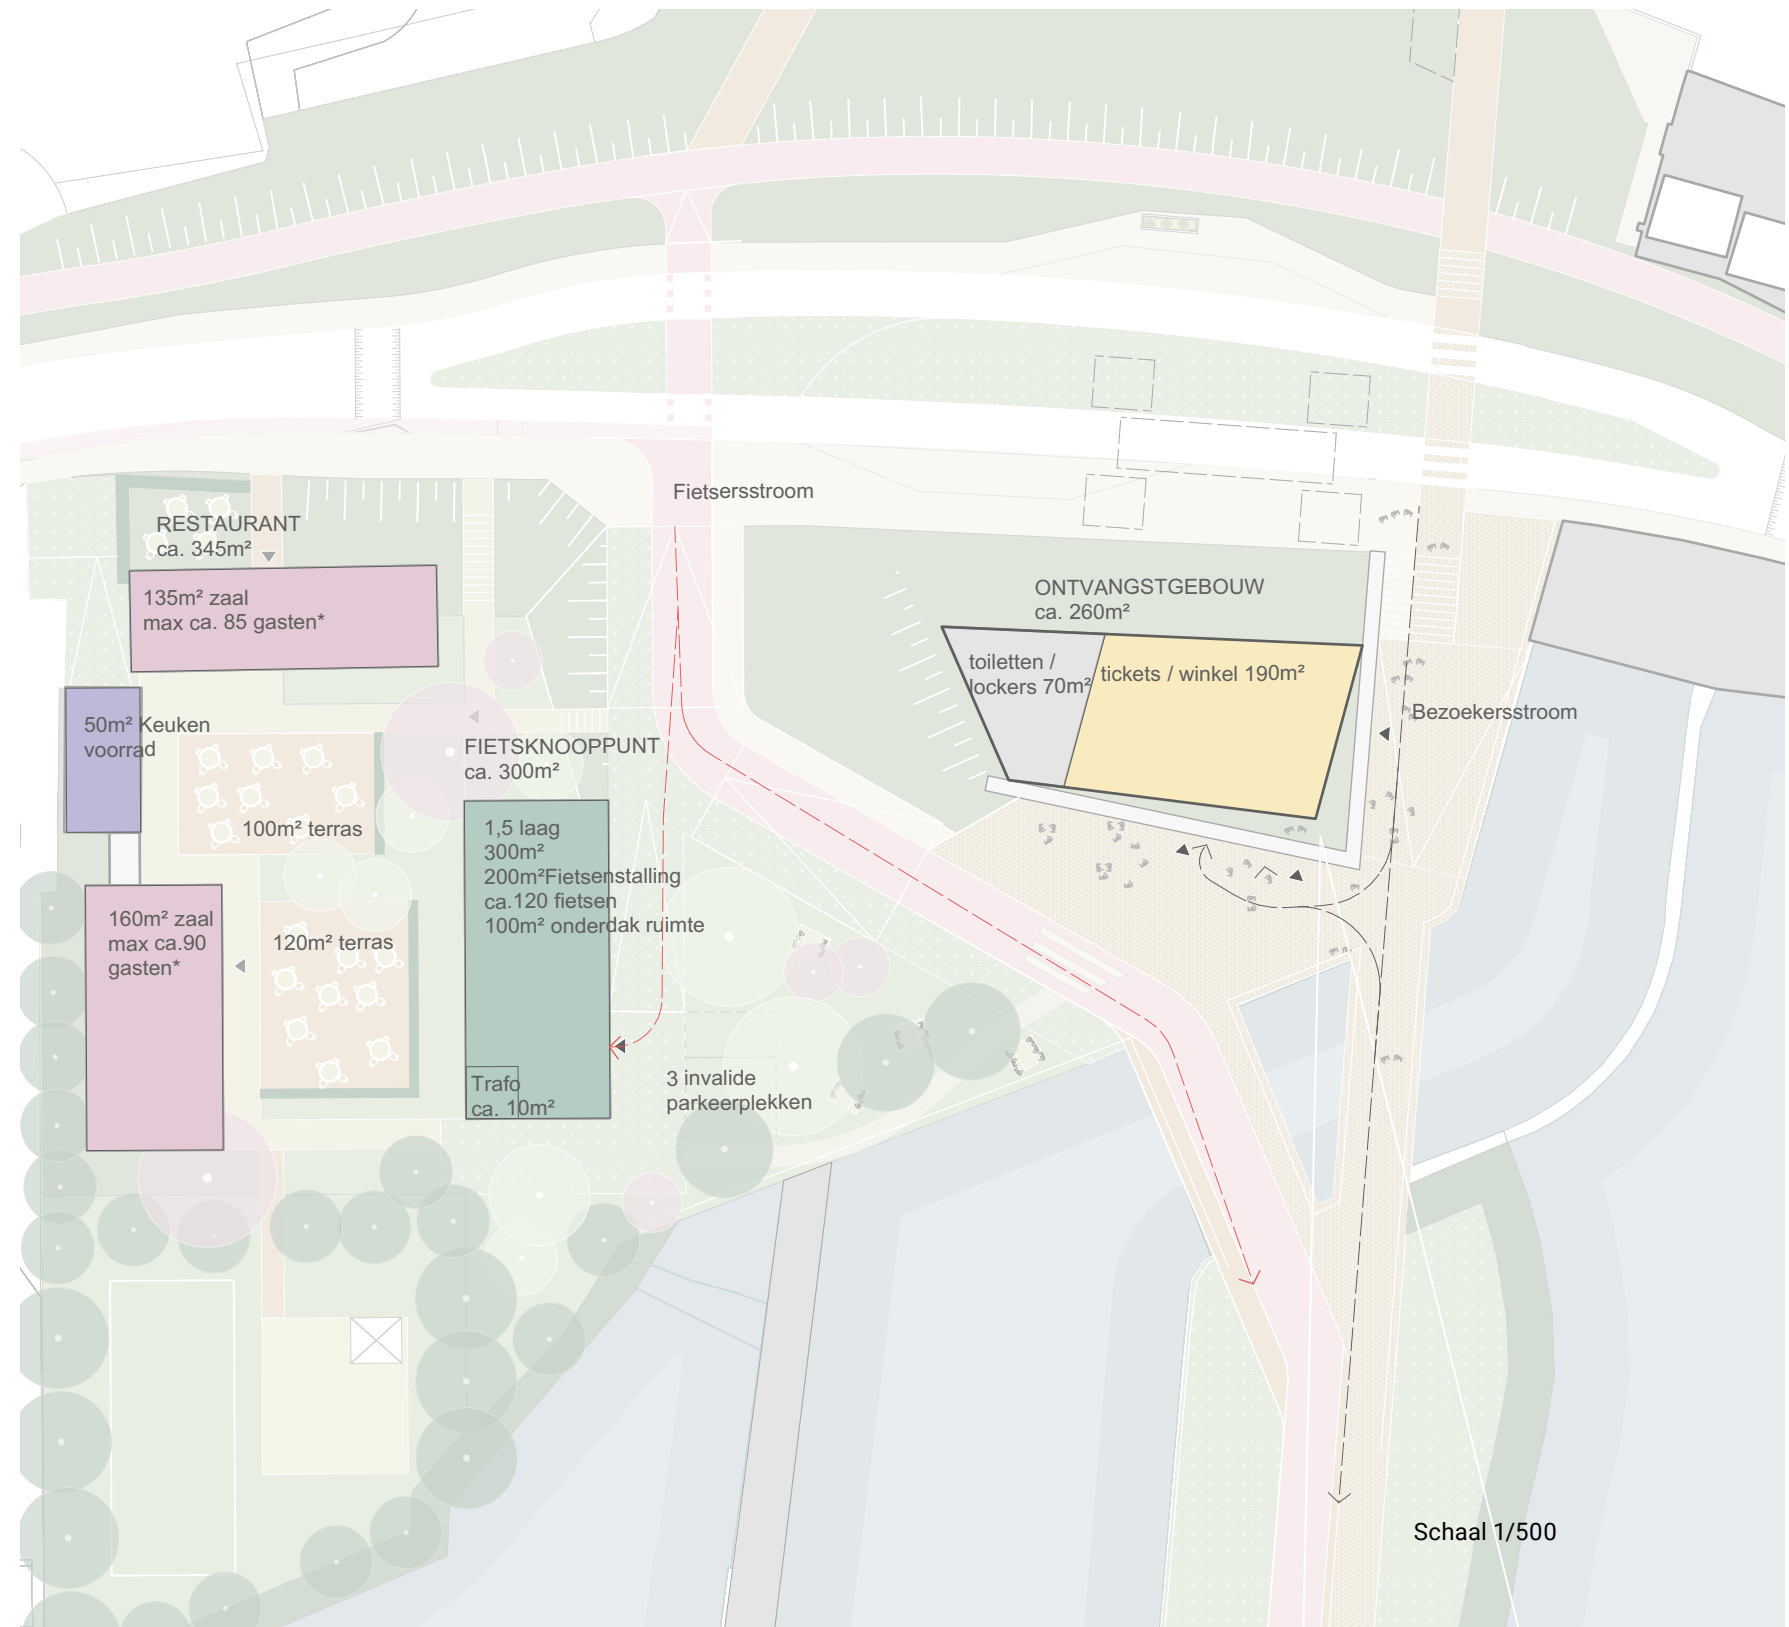 Fietsersstroom
RESTAURANT
ca. 345m²
135m² zaal
max ca. 85 gasten*
ONTVANGSTGEBOUW
ca. 260m²
toiletten /
lockers 70m²
tickets / winkel 190m²
Bezoekersstroom
50m² Keuken
voorrad
FIETSKNOOPPUNT
ca. 300m²
100m² terras
1,5 laag
300m²
200m²Fietsenstalling
ca.120 fietsen
100m² onderdak ruimte
160m² zaal
max ca.90
gasten*
120m² terras
Trafo
ca. 10m²
3 invalide
parkeerplekken
Schaal 1/500